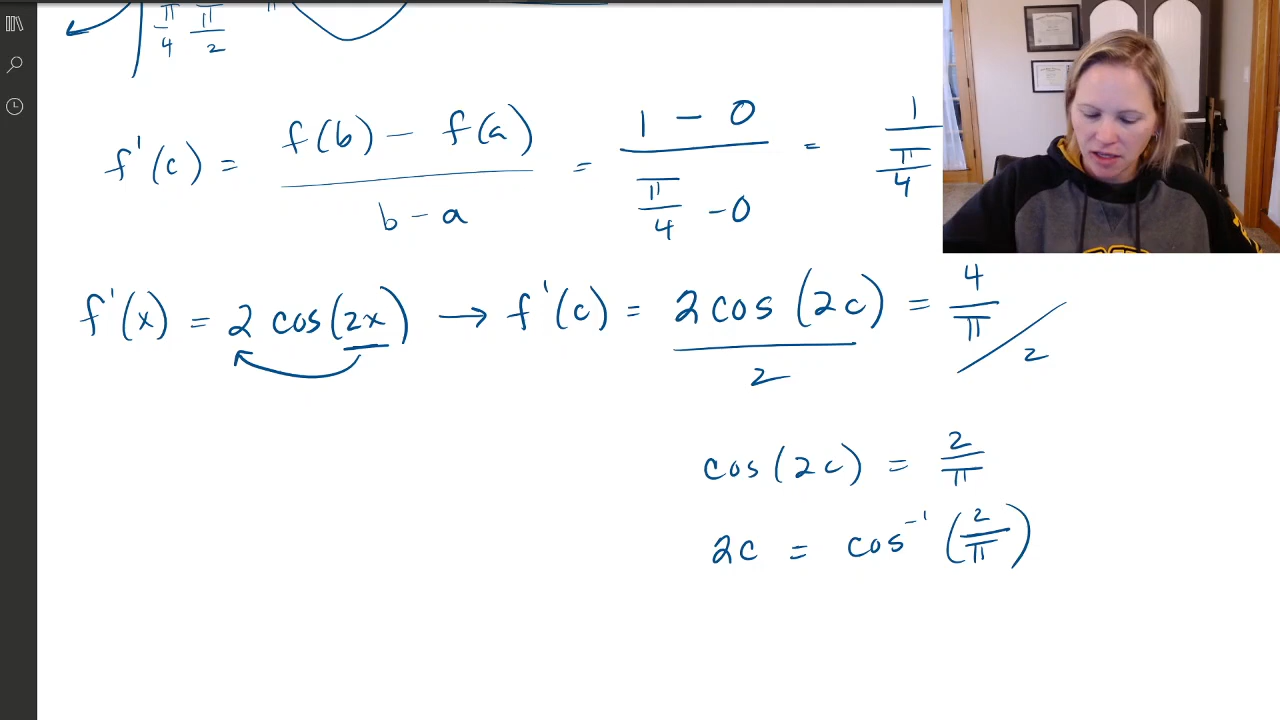 π/4 π/2 π
f'(c) = (f(b) - f(a))/(b - a) = (1 - 0)/(π/4 - 0) = 1/(π/4)
f'(x) = 2 cos(2x) → f'(c) = 2 cos (2c)/2 = 4/π / 2
cos(2c) = 2/π
2c = cos⁻¹ (2/π)